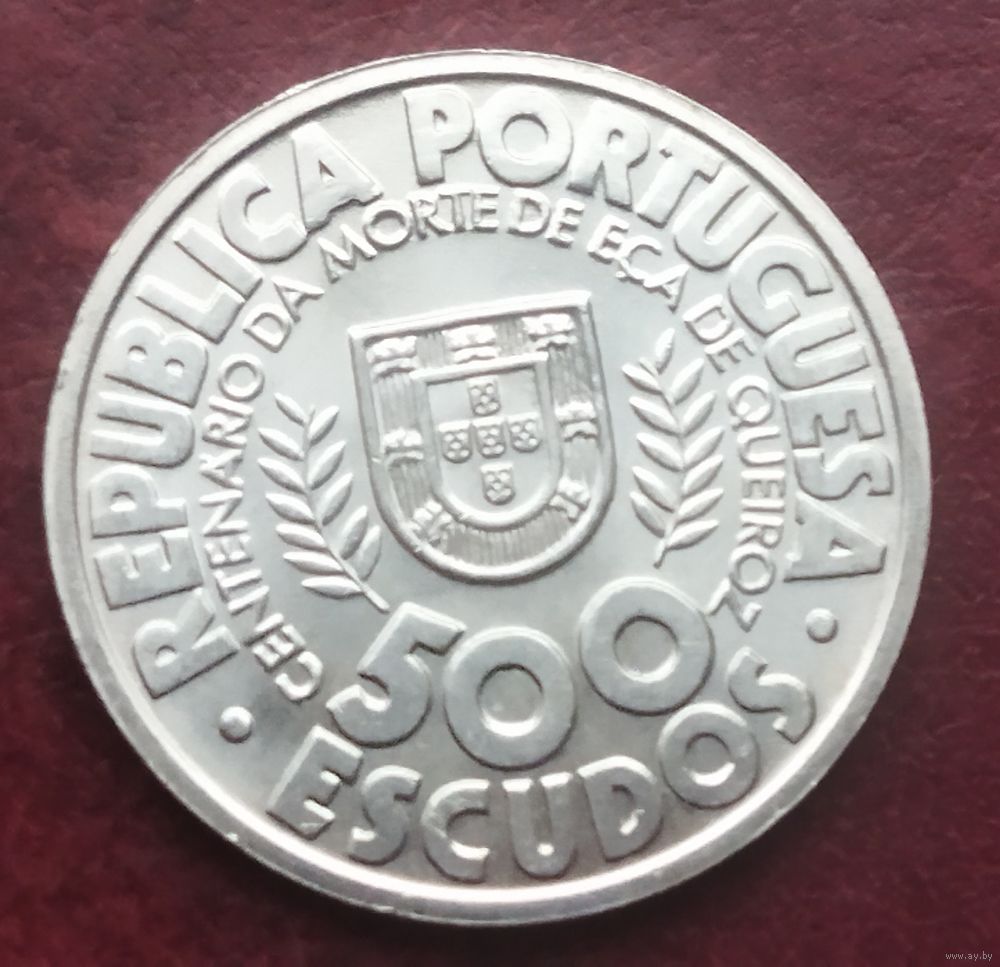 REPUBLICA PORTUGUESA
CENTENÁRIO DA MORTE DE EÇA DE QUEIROZ
500
ESCUDOS
www.ay.by